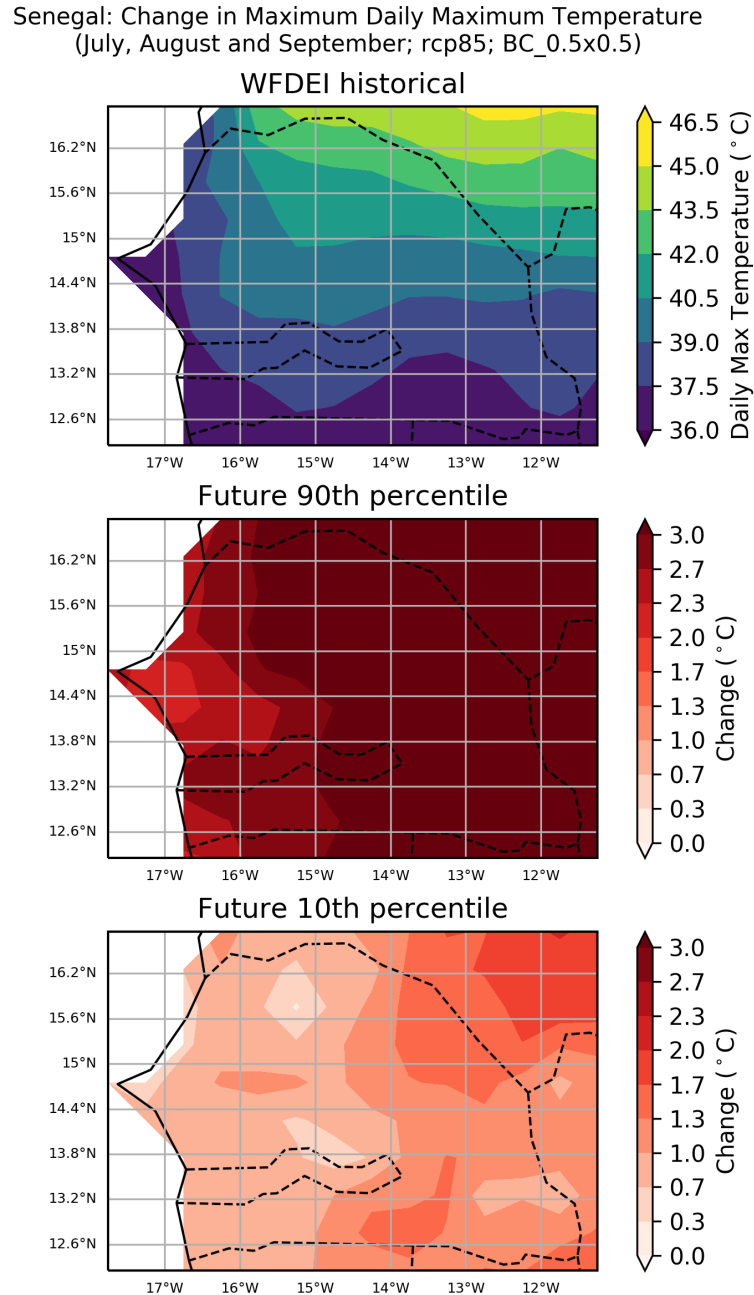 Senegal: Change in Maximum Daily Maximum Temperature
(July, August and September; rcp85; BC_0.5x0.5)
WFDEI historical
16.2°N
15.6°N
15°N
14.4°N
13.8°N
13.2°N
12.6°N
17°W 16°W 15°W 14°W 13°W 12°W
46.5
45.0
43.5
42.0
40.5
39.0
37.5
36.0
Daily Max Temperature (°C)
Future 90th percentile
16.2°N
15.6°N
15°N
14.4°N
13.8°N
13.2°N
12.6°N
17°W 16°W 15°W 14°W 13°W 12°W
3.0
2.7
2.3
2.0
1.7
1.3
1.0
0.7
0.3
0.0
Change (°C)
Future 10th percentile
16.2°N
15.6°N
15°N
14.4°N
13.8°N
13.2°N
12.6°N
17°W 16°W 15°W 14°W 13°W 12°W
3.0
2.7
2.3
2.0
1.7
1.3
1.0
0.7
0.3
0.0
Change (°C)